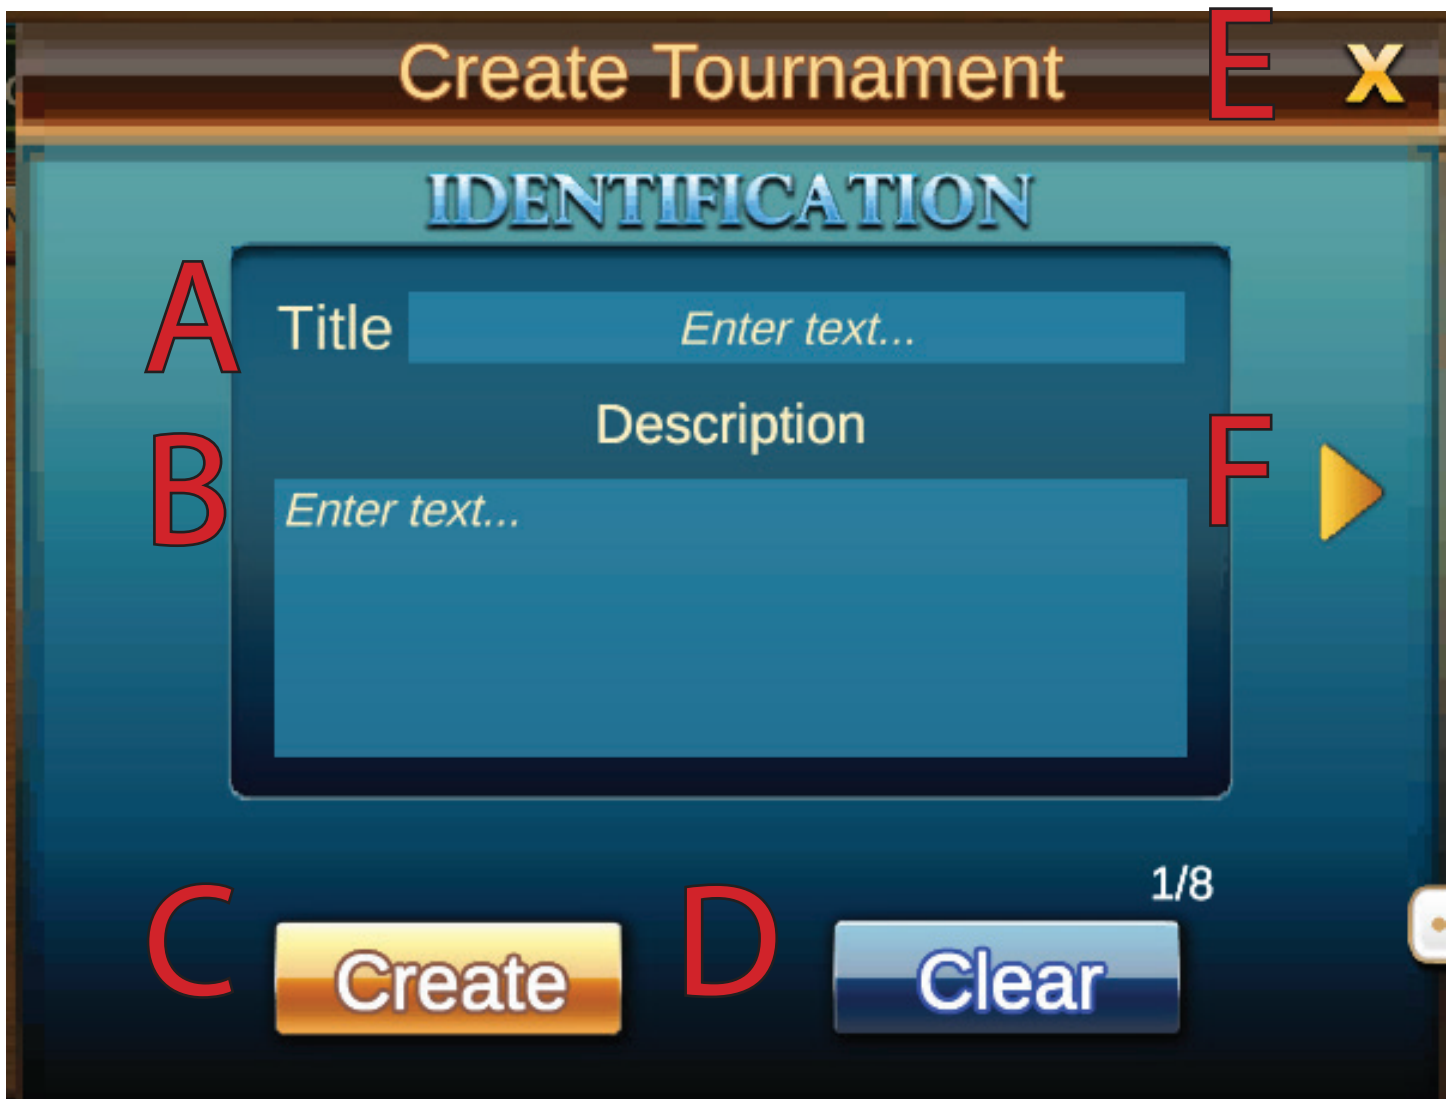 Create Tournament
E
X
IDENTIFICATION
A
Title
Enter text...
Description
B
Enter text...
F
1/8
C
Create
D
Clear